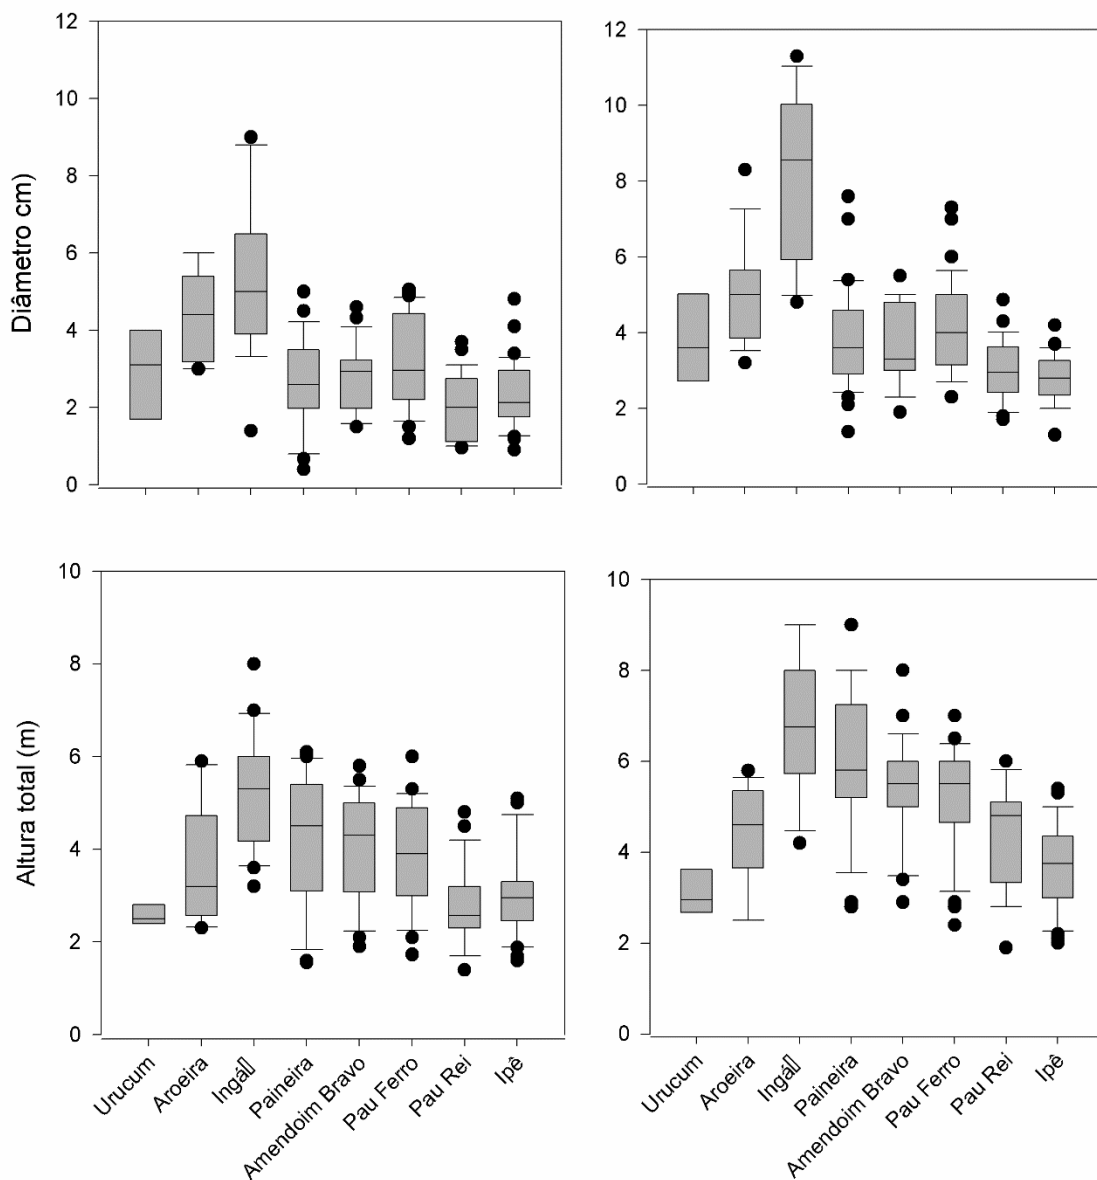 12
10
8
6
4
2
0
Diâmetro cm)
12
10
8
6
4
2
0
10
8
6
4
2
0
Altura total (m)
Urucum
Aroeira
Inga▯
Paineira
Amendoim Bravo
Pau Ferro
Pau Rei
Ipê
10
8
6
4
2
0
Urucum
Aroeira
Inga▯
Paineira
Amendoim Bravo
Pau Ferro
Pau Rei
Ipê